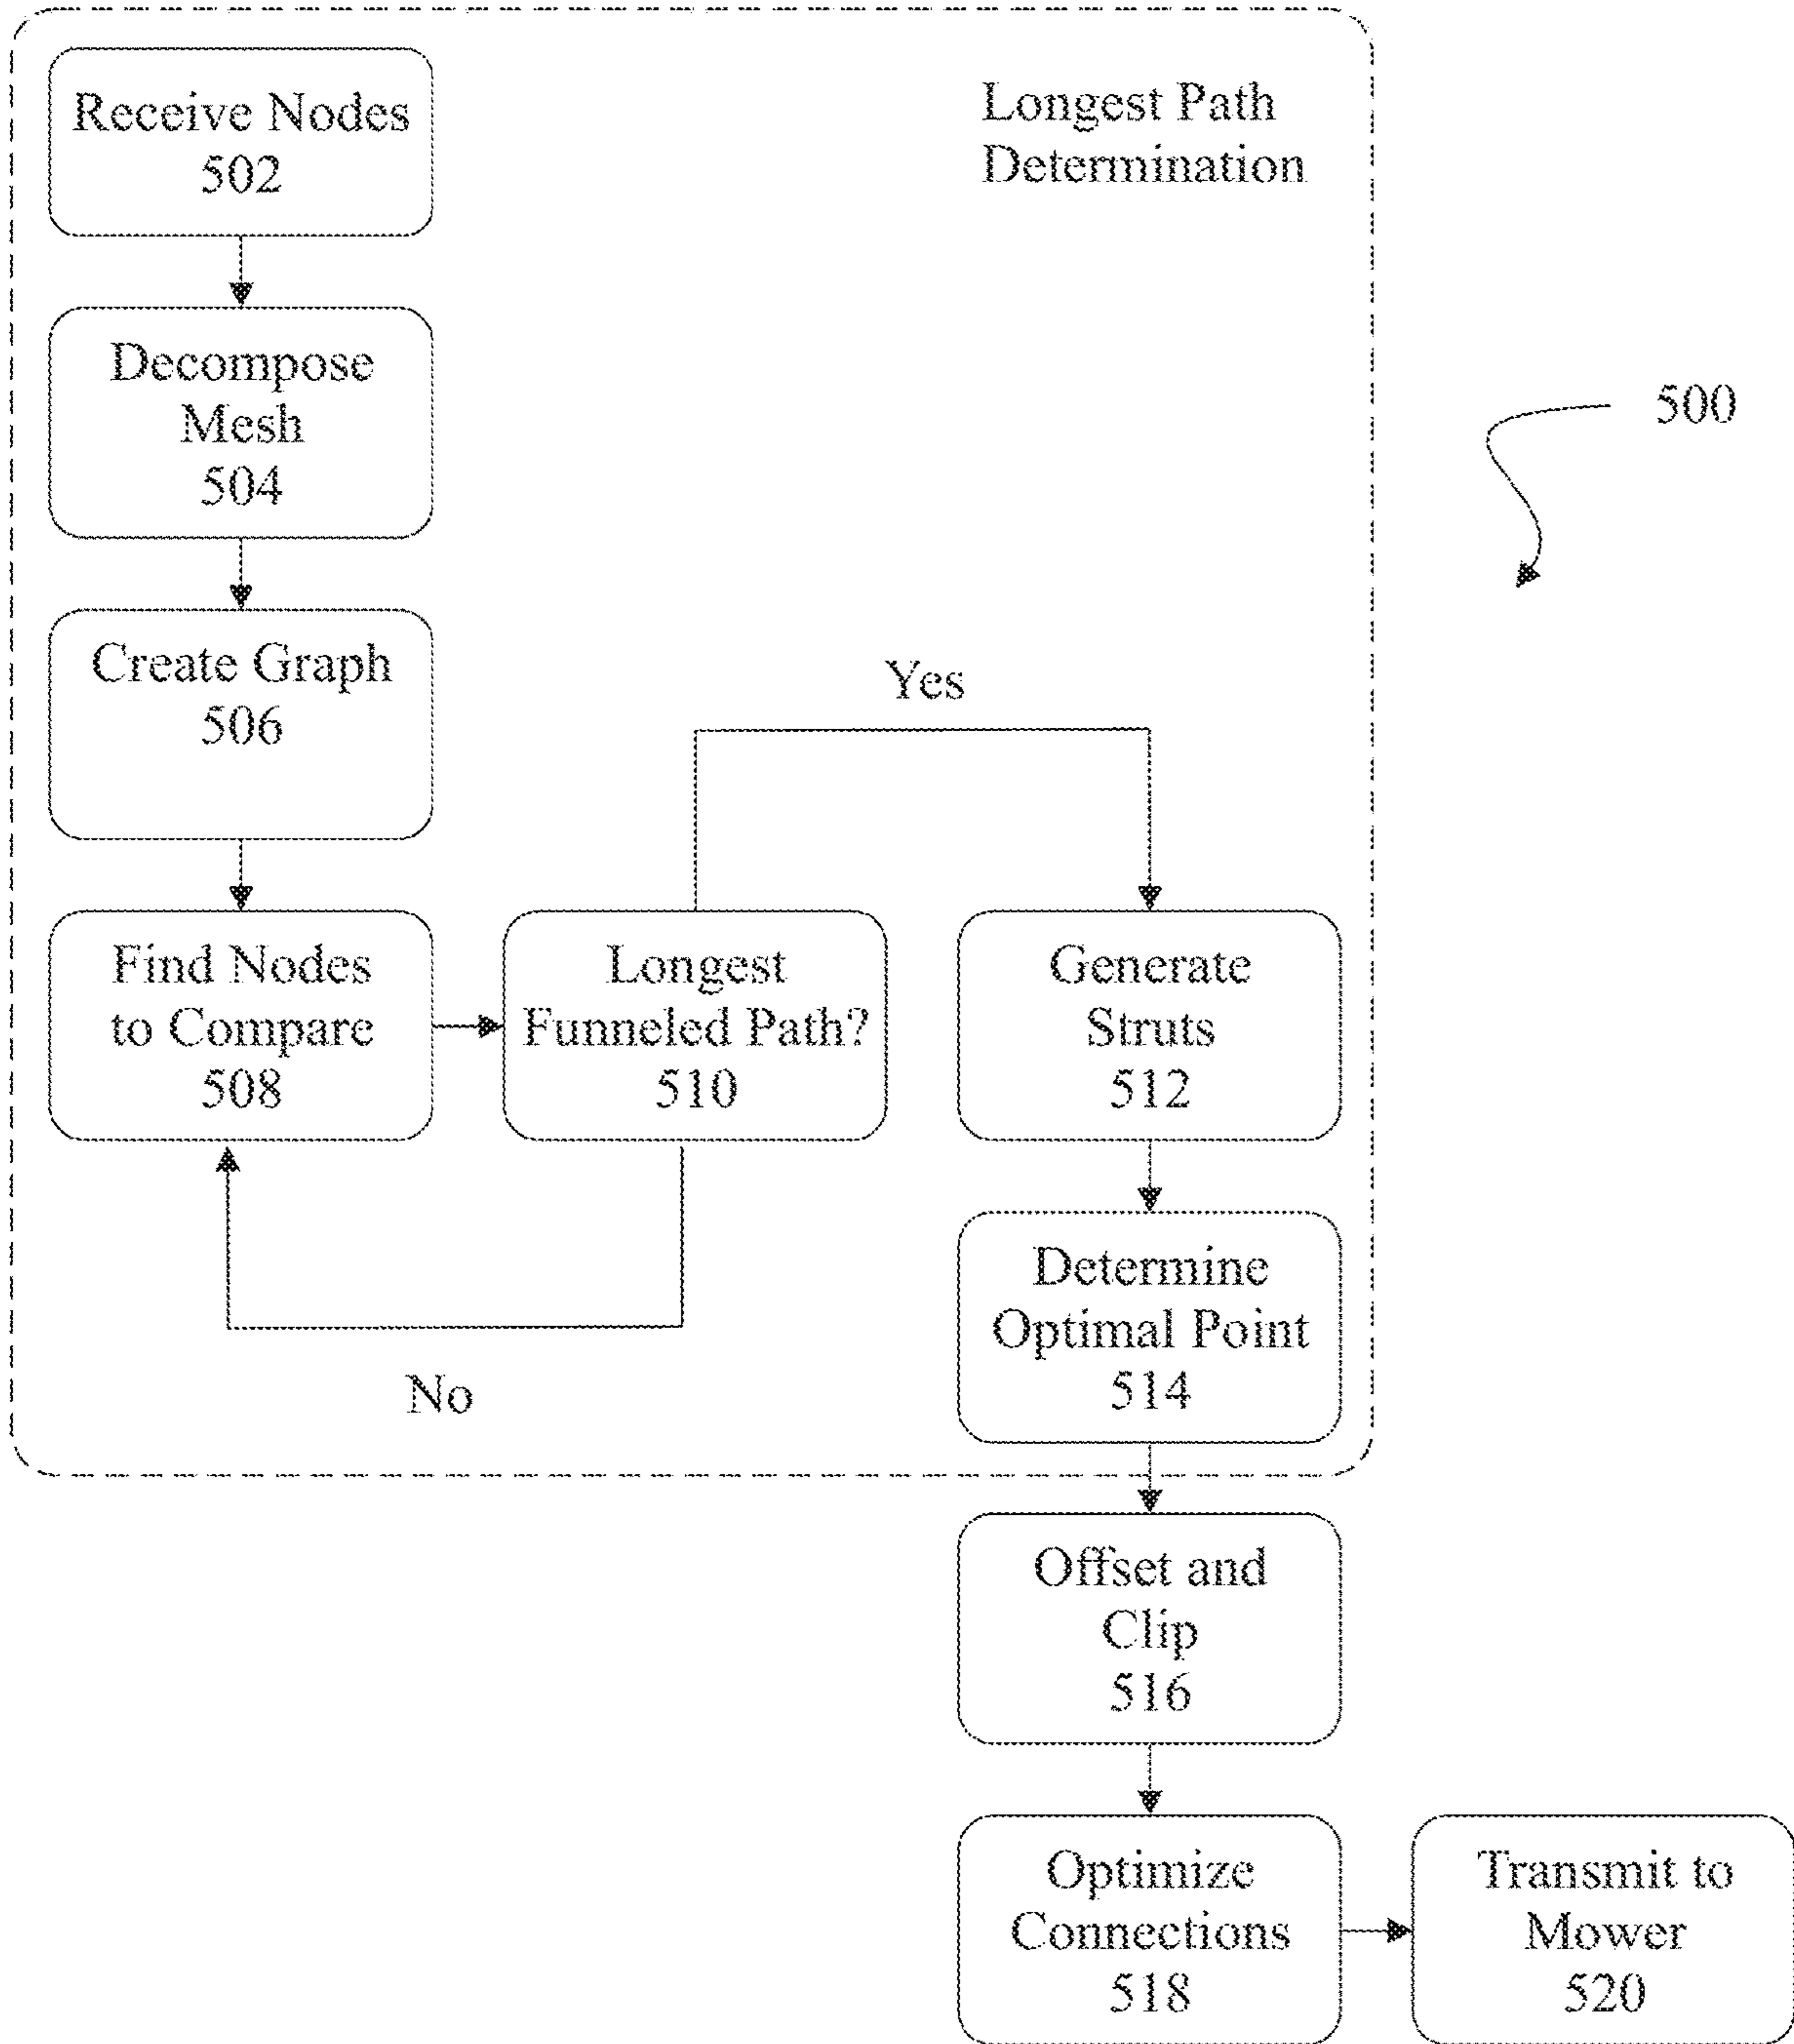 Receive Nodes
502
Longest Path
Determination
Decompose
Mesh
504
500
Create Graph
506
Yes
Find Nodes
to Compare
508
Longest
Funneled Path?
510
Generate
Struts
512
Determine
Optimal Point
514
No
Offset and
Clip
516
Optimize
Connections
518
Transmit to
Mower
520